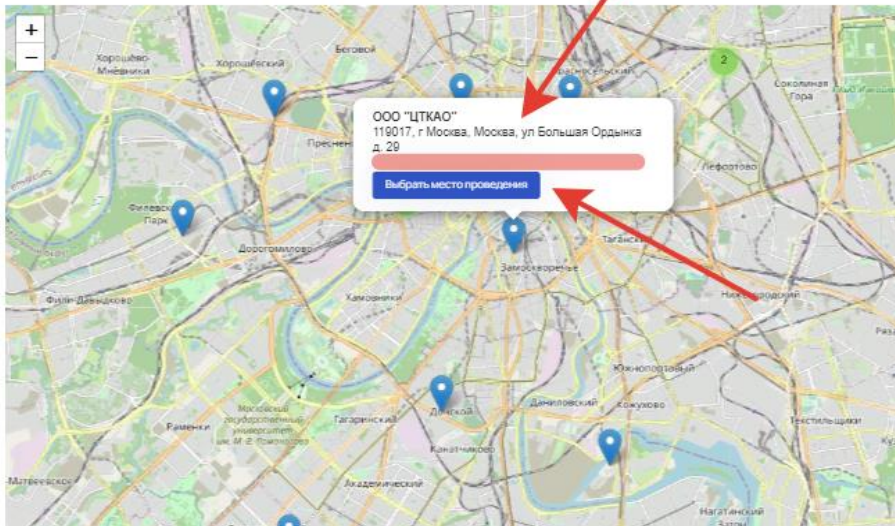 +
−
Хорошёво-
Мнёвники
Хорошёвский
Беговой
Красносельский
2
Соколиная
Гора
ООО "ЦТКАО"
119017, г Москва, Москва, ул Большая Ордынка
д. 29
Выбрать место проведения
Лефортово
Филёвский
Парк
Дорогомилово
Таганский
Замоскворечье
Фили-Давыдково
Хамовники
Нижегородский
Южнопортовый
Московский
государственный
университет
им. М. В. Ломоносова
Раменки
Гагаринский
Донской
Даниловский
Кожухово
Текстильщики
Канатчиково
Матвеевское
Академический
Нагатинский
Затон